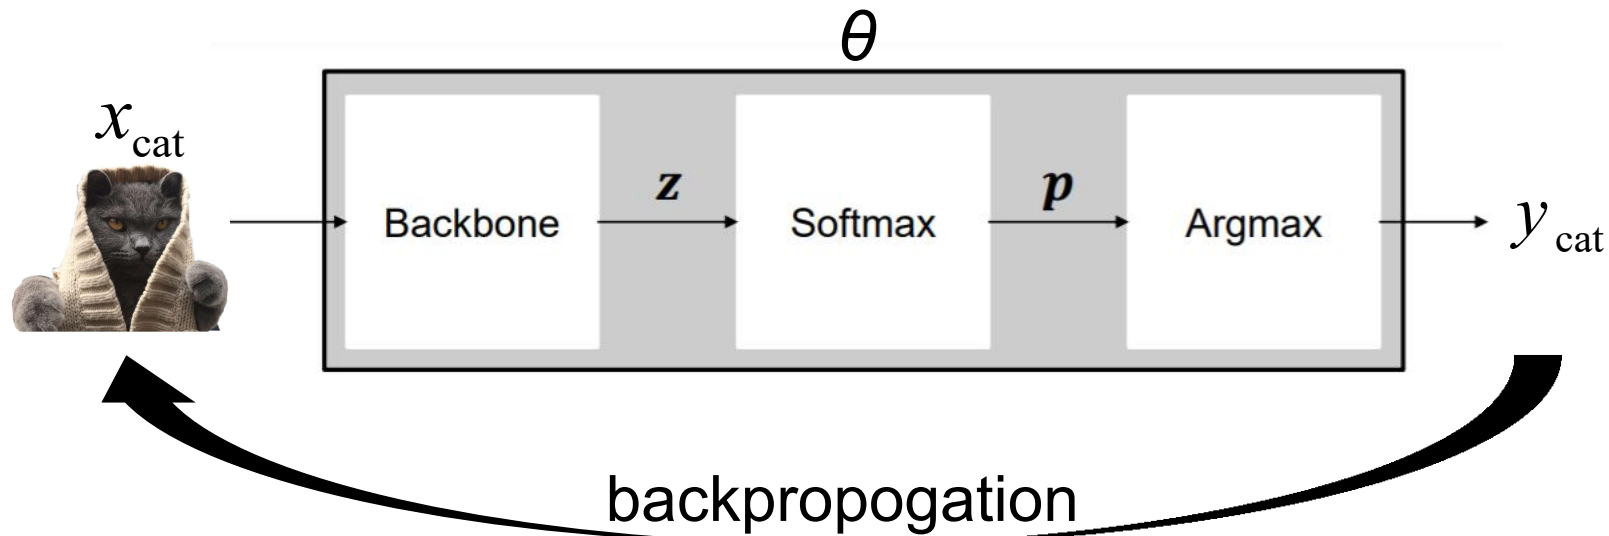 θ
x cat
Backbone
z
Softmax
p
Argmax
y cat
backpropogation